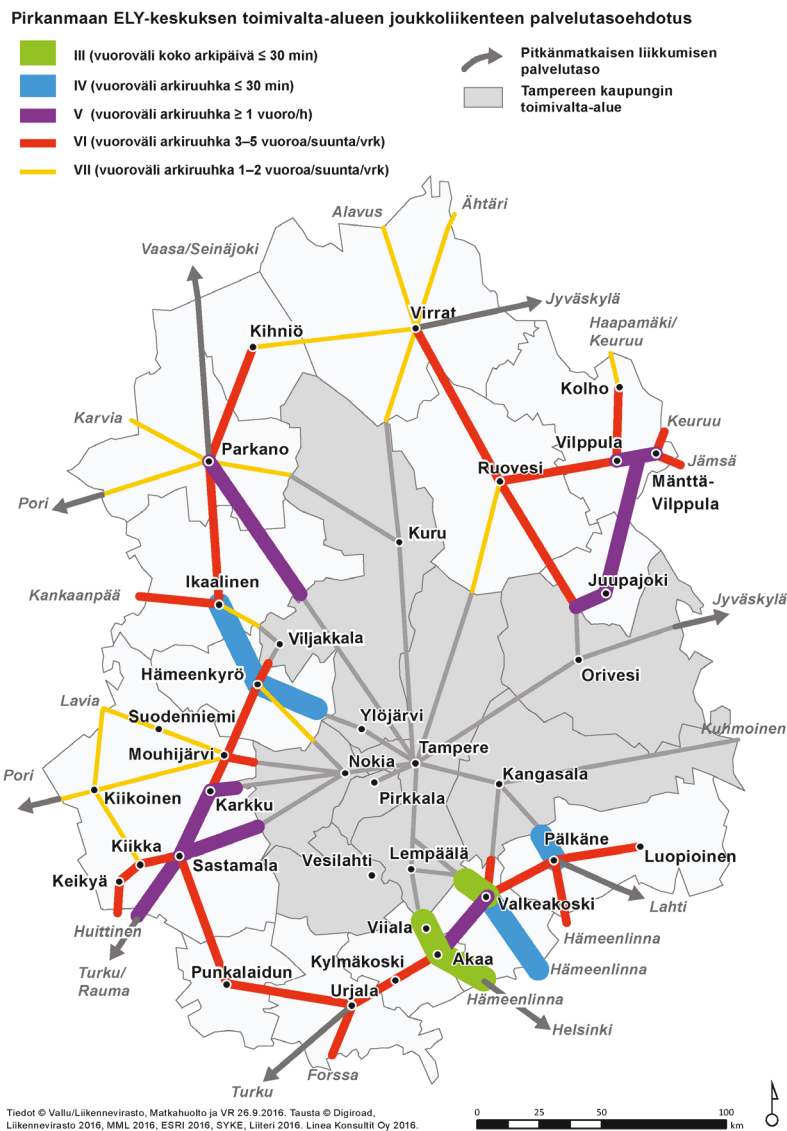 Pirkanmaan ELY-keskuksen toimivalta-alueen joukkoliikenteen palvelutasoehdotus
III (vuoroväli koko arkipäivä ≤ 30 min)
IV (vuoroväli arkiruuhka ≤ 30 min)
V (vuoroväli arkiruuhka ≥ 1 vuoro/h)
VI (vuoroväli arkiruuhka 3–5 vuoroa/suunta/vrk)
VII (vuoroväli arkiruuhka 1–2 vuoroa/suunta/vrk)
Pitkänmatkaisen liikkumisen
palvelutaso
Tampereen kaupungin
toimivalta-alue
Alavus
Ähtäri
Vaasa/Seinäjoki
Jyväskylä
Virrat
Kihniö
Haapamäki/
Keuruu
Kolho
Karvia
Keuruu
Parkano
Vilppula
Jämsä
Ruovesi
Mänttä-
Vilppula
Pori
Kuru
Ikaalinen
Juupajoki
Kankaanpää
Jyväskylä
Viljakkala
Hämeenkyrö
Orivesi
Lavia
Suodenniemi
Ylöjärvi
Kuhmoinen
Mouhijärvi
Nokia
Tampere
Pori
Kangasala
Kiikoinen
Karkku
Pirkkala
Kiikka
Pälkäne
Sastamala
Vesilahti
Lempäälä
Luopioinen
Keikyä
Valkeakoski
Lahti
Huittinen
Viiala
Hämeenlinna
Turku/
Rauma
Punkalaidun
Kylmäkoski
Akaa
Hämeenlinna
Urjala
Hämeenlinna
Helsinki
Turku
Forssa
Tiedot © Vallu/Liikennevirasto, Matkahuolto ja VR 26.9.2016. Tausta © Digiroad,
Liikennevirasto 2016, MML 2016, ESRI 2016, SYKE, Liiteri 2016. Linea Konsultit Oy 2016.
0 25 50 100
km